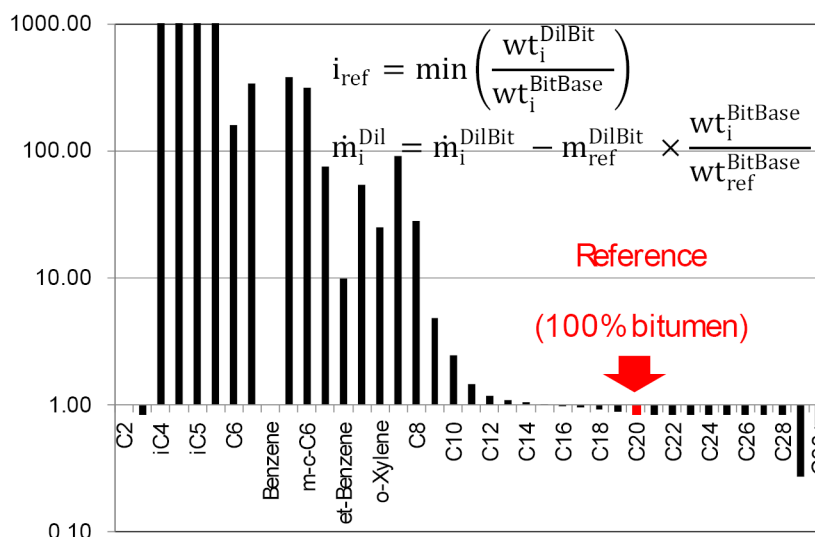 1000.00
100.00
10.00
1.00
0.10
i_ref = min(wt_i^DilBit / wt_i^BitBase)
ṁ_i^Dil = ṁ_i^DilBit − m_ref^DilBit × wt_i^BitBase / wt_ref^BitBase
Reference
(100% bitumen)
C2
iC4
iC5
C6
Benzene
m-c-C6
et-Benzene
o-Xylene
C8
C10
C12
C14
C16
C18
C20
C22
C24
C26
C28